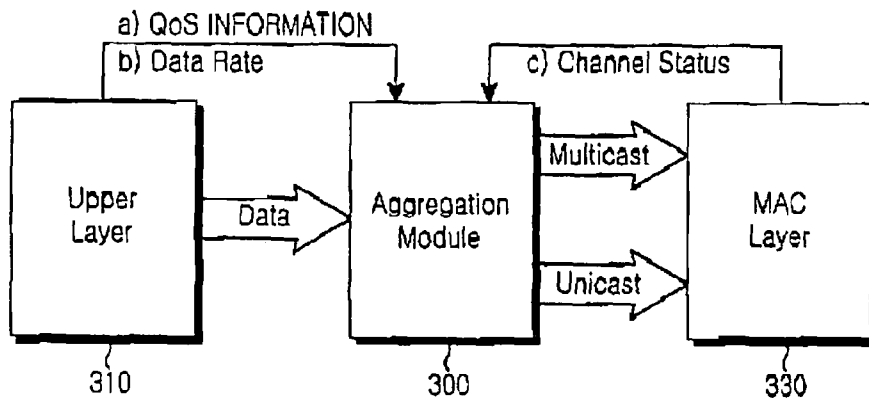 a) QoS INFORMATION
b) Data Rate
c) Channel Status
Upper
Layer
Data
Aggregation
Module
Multicast
Unicast
MAC
Layer
310
300
330